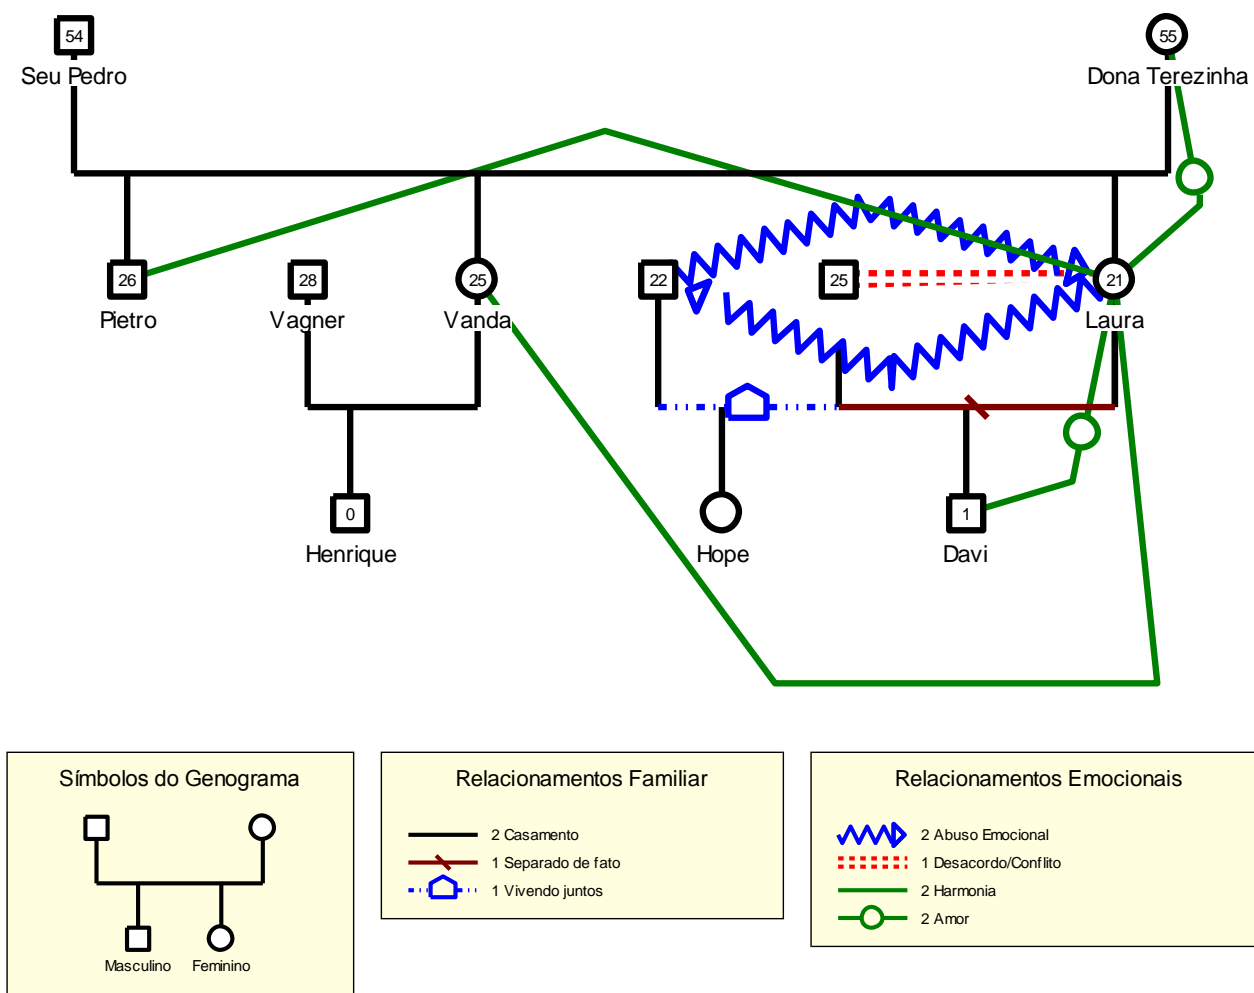 54
55
Seu Pedro
Dona Terezinha
26
28
25
22
25
21
Pietro
Vagner
Vanda
Laura
0
1
Henrique
Hope
Davi
Símbolos do Genograma
Masculino
Feminino
Relacionamentos Familiar
2 Casamento
1 Separado de fato
1 Vivendo juntos
Relacionamentos Emocionais
2 Abuso Emocional
1 Desacordo/Conflito
2 Harmonia
2 Amor